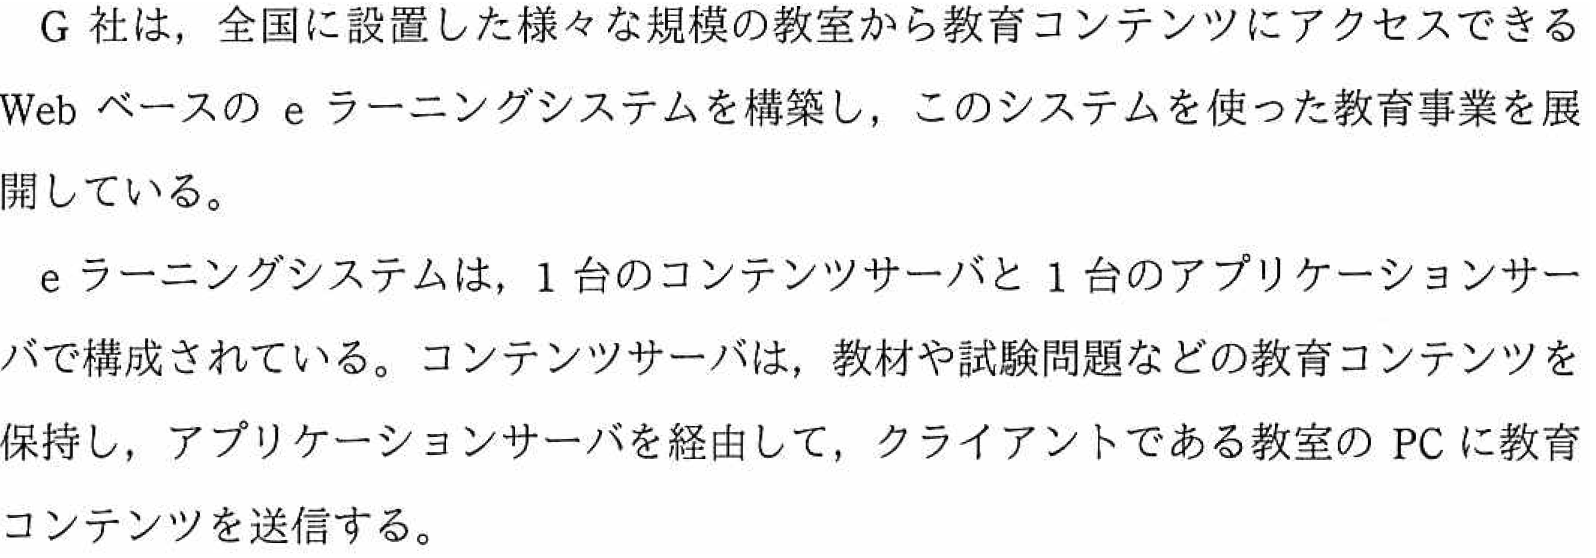 G 社は，全国に設置した様々な規模の教室から教育コンテンツにアクセスできる
Web ベースの e ラーニングシステムを構築し，このシステムを使った教育事業を展
開している。
e ラーニングシステムは，1 台のコンテンツサーバと 1 台のアプリケーションサー
バで構成されている。コンテンツサーバは，教材や試験問題などの教育コンテンツを
保持し，アプリケーションサーバを経由して，クライアントである教室の PC に教育
コンテンツを送信する。